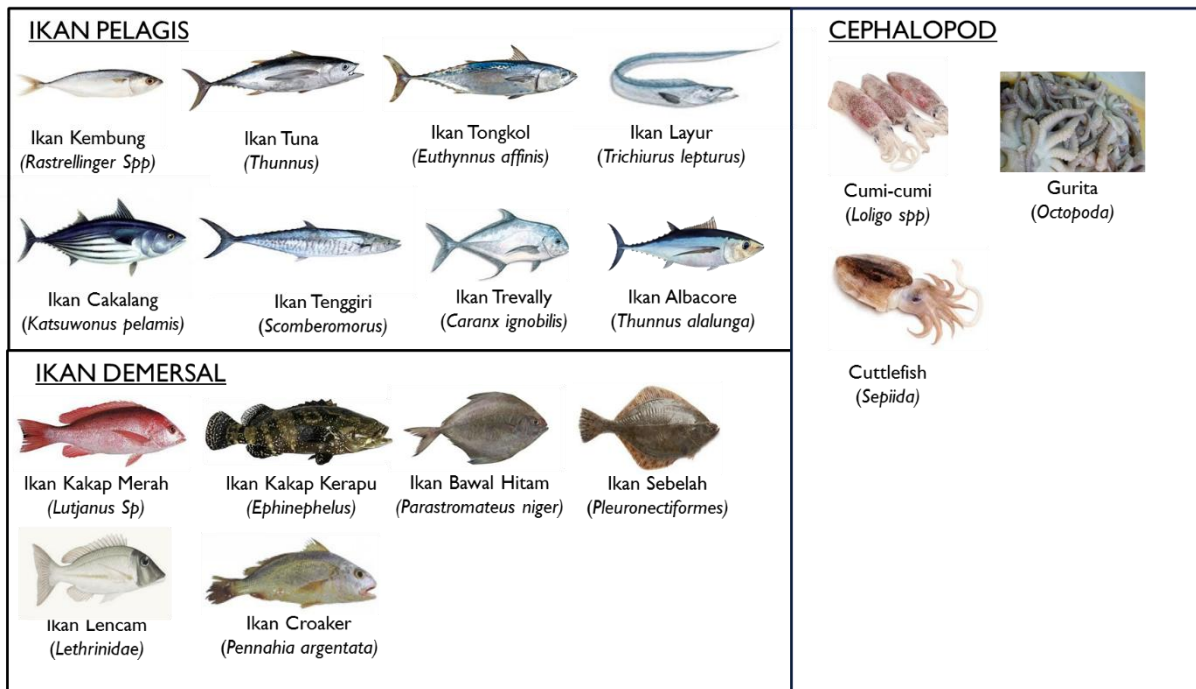 IKAN PELAGIS
Ikan Kembung
(Rastrellinger Spp)
Ikan Tuna
(Thunnus)
Ikan Tongkol
(Euthynnus affinis)
Ikan Layur
(Trichiurus lepturus)
Ikan Cakalang
(Katsuwonus pelamis)
Ikan Tenggiri
(Scomberomorus)
Ikan Trevally
(Caranx ignobilis)
Ikan Albacore
(Thunnus alalunga)
IKAN DEMERSAL
Ikan Kakap Merah
(Lutjanus Sp)
Ikan Kakap Kerapu
(Ephinephelus)
Ikan Bawal Hitam
(Parastromateus niger)
Ikan Sebelah
(Pleuronectiformes)
Ikan Lencam
(Lethrinidae)
Ikan Croaker
(Pennahia argentata)
CEPHALOPOD
Cumi-cumi
(Loligo spp)
Gurita
(Octopoda)
Cuttlefish
(Sepiida)